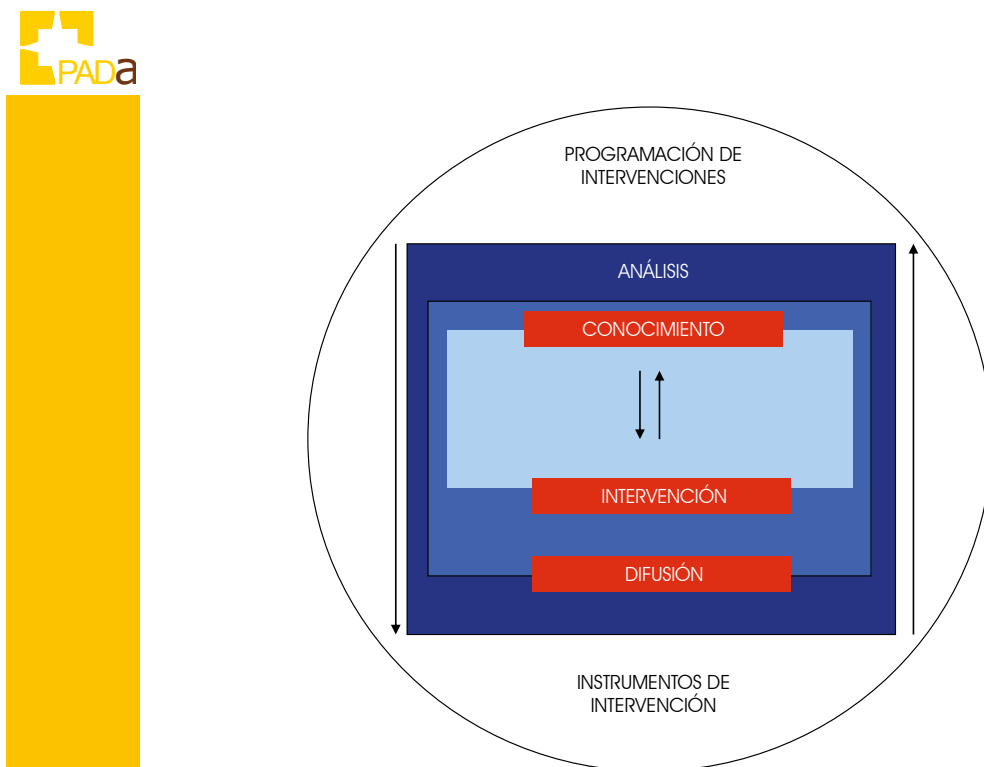 PADa
PROGRAMACIÓN DE
INTERVENCIONES
ANÁLISIS
CONOCIMIENTO
INTERVENCIÓN
DIFUSIÓN
INSTRUMENTOS DE
INTERVENCIÓN